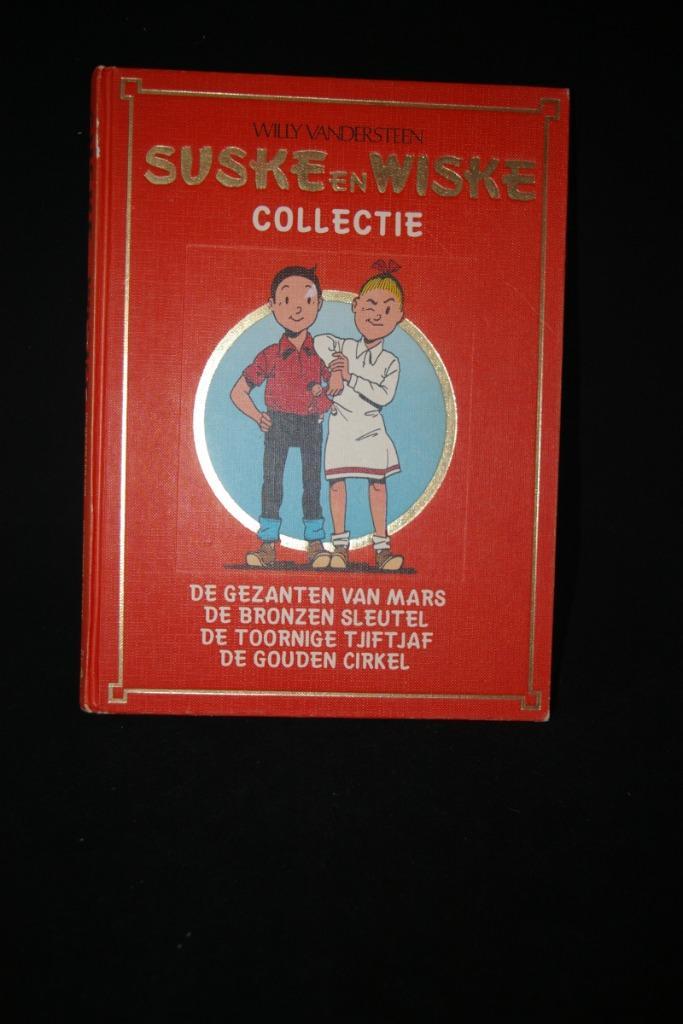 WILLY VANDERSTEEN
SUSKE EN WISKE
COLLECTIE
DE GEZANTEN VAN MARS
DE BRONZEN SLEUTEL
DE TOORNIGE TJIFTJAF
DE GOUDEN CIRKEL